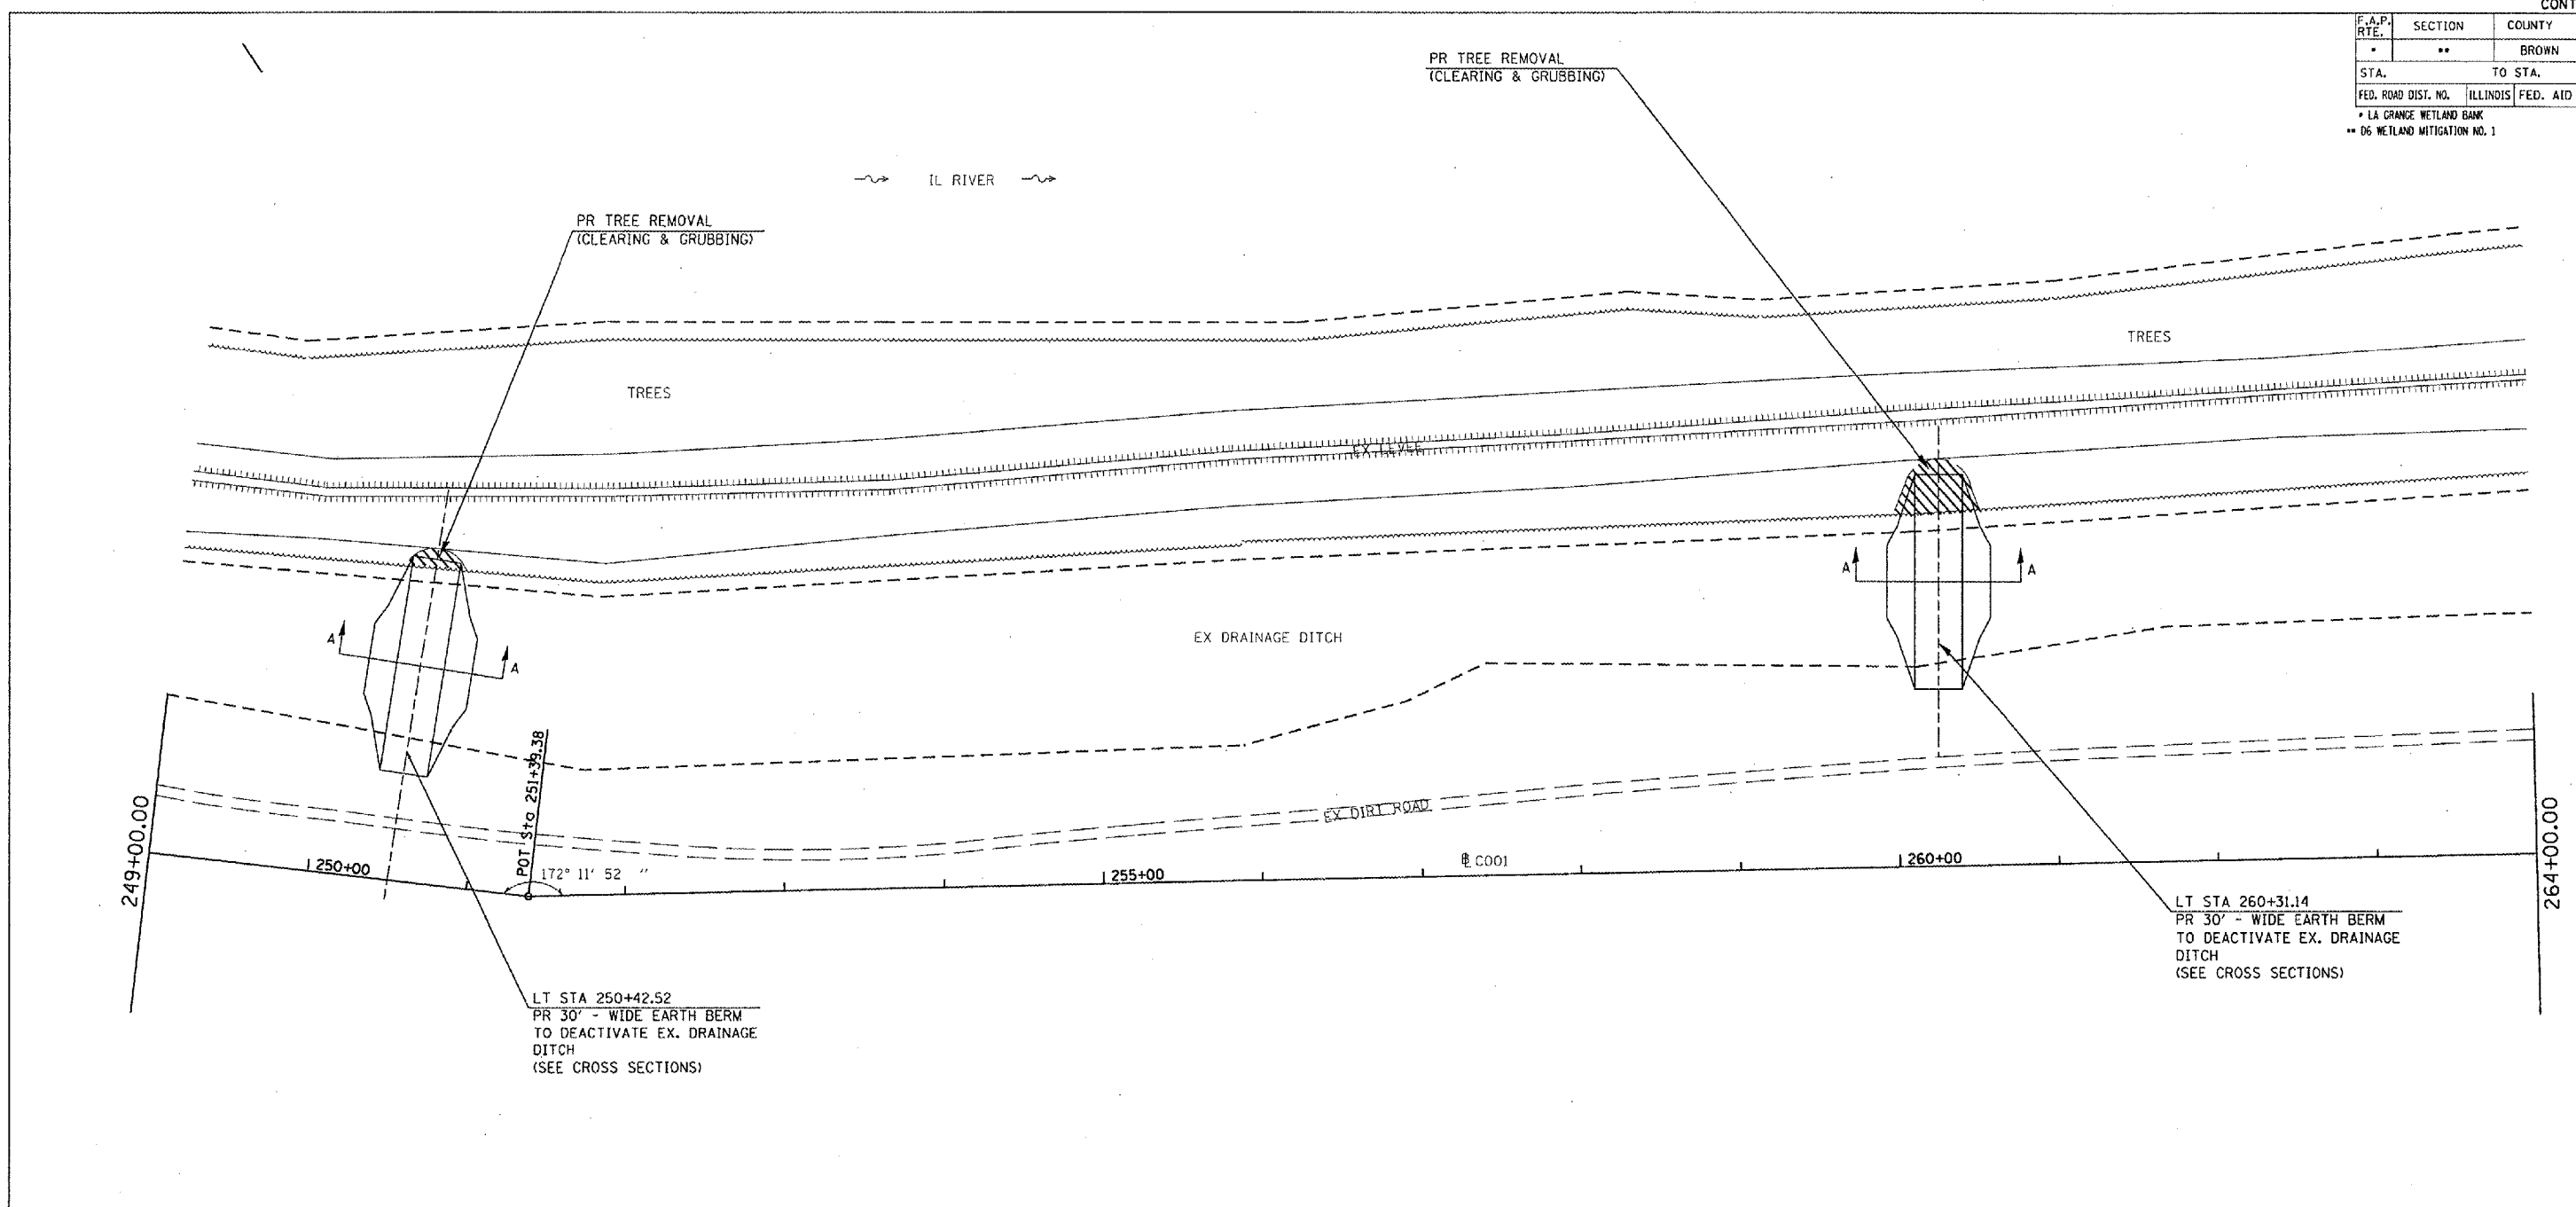 CONT
F.A.P. RTE. SECTION COUNTY
* ** BROWN
STA. TO STA.
FED. ROAD DIST. NO. ILLINOIS FED. AID
* LA GRANGE WETLAND BANK
** D6 WETLAND MITIGATION NO. 1
PR TREE REMOVAL
(CLEARING & GRUBBING)
IL RIVER
PR TREE REMOVAL
(CLEARING & GRUBBING)
TREES
TREES
EX LEVEE
A A
A A
EX DRAINAGE DITCH
POT Sta 251+39.38
EX DIRT ROAD
249+00.00
250+00
172° 11' 52 "
255+00
℄ C001
260+00
264+00.00
LT STA 260+31.14
PR 30' - WIDE EARTH BERM
TO DEACTIVATE EX. DRAINAGE
DITCH
(SEE CROSS SECTIONS)
LT STA 250+42.52
PR 30' - WIDE EARTH BERM
TO DEACTIVATE EX. DRAINAGE
DITCH
(SEE CROSS SECTIONS)